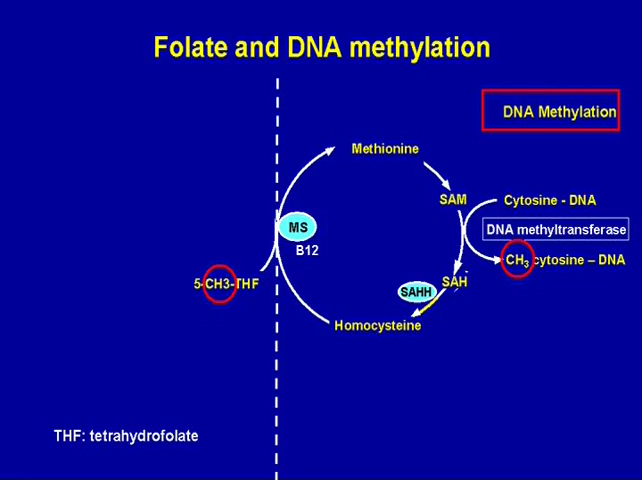 Folate and DNA methylation
DNA Methylation
Methionine
SAM
Cytosine - DNA
MS
DNA methyltransferase
B12
CH3 cytosine – DNA
5-CH3-THF
SAH
SAHH
Homocysteine
THF: tetrahydrofolate